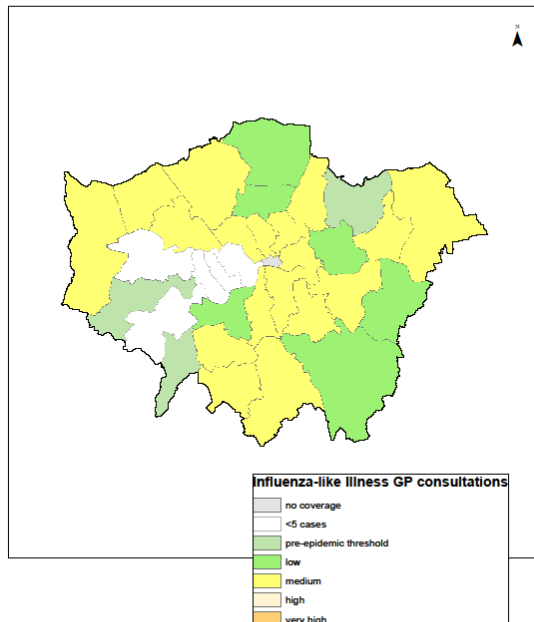 N
Influenza-like Illness GP consultations
no coverage
<5 cases
pre-epidemic threshold
low
medium
high
very high